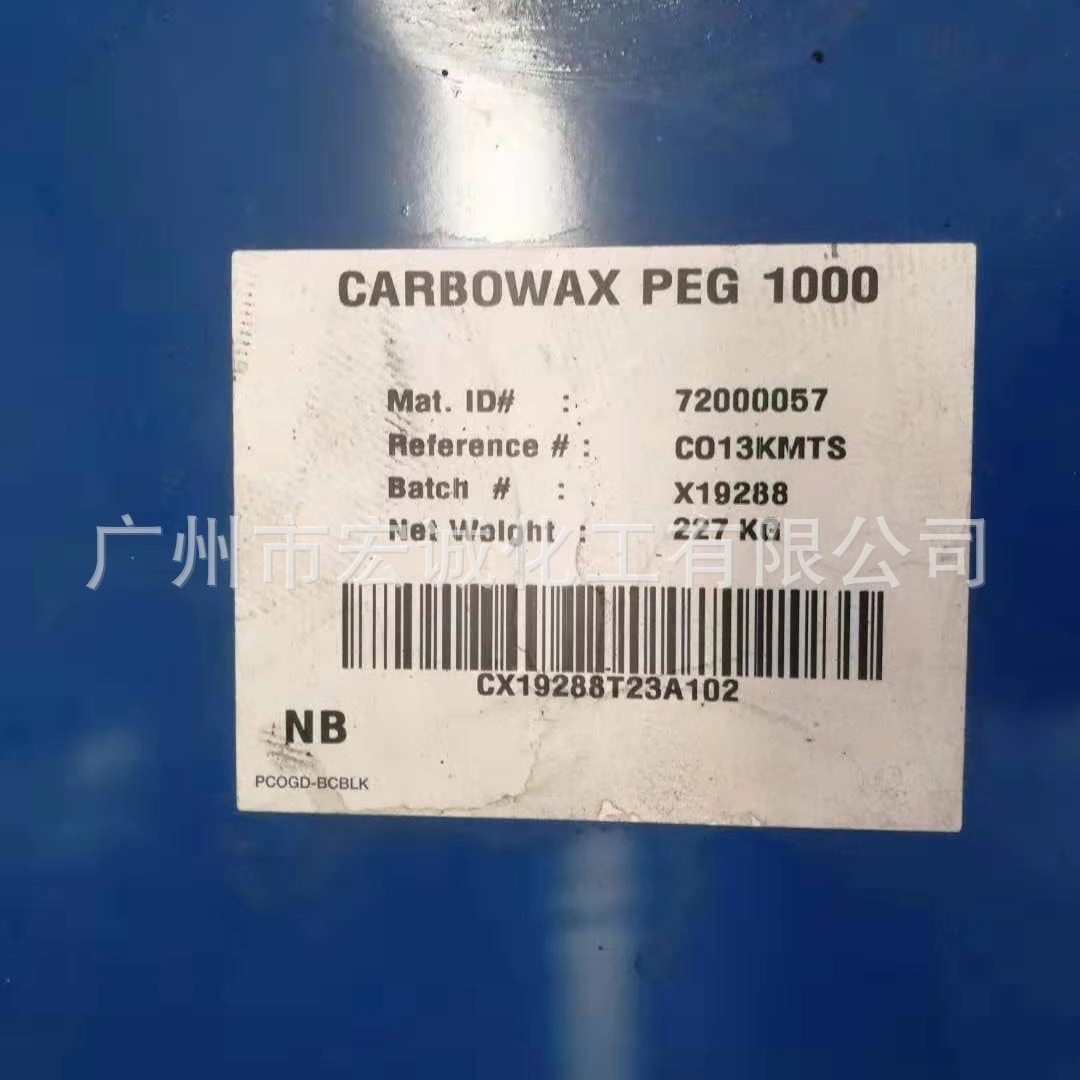 CARBOWAX PEG 1000
Mat. ID# : 72000057
Reference # : CO13KMTS
Batch # : X19288
Net Weight : 227 KG
广州市宏诚化工有限公司
CX19288T23A102
NB
PCOGD-BCBLK